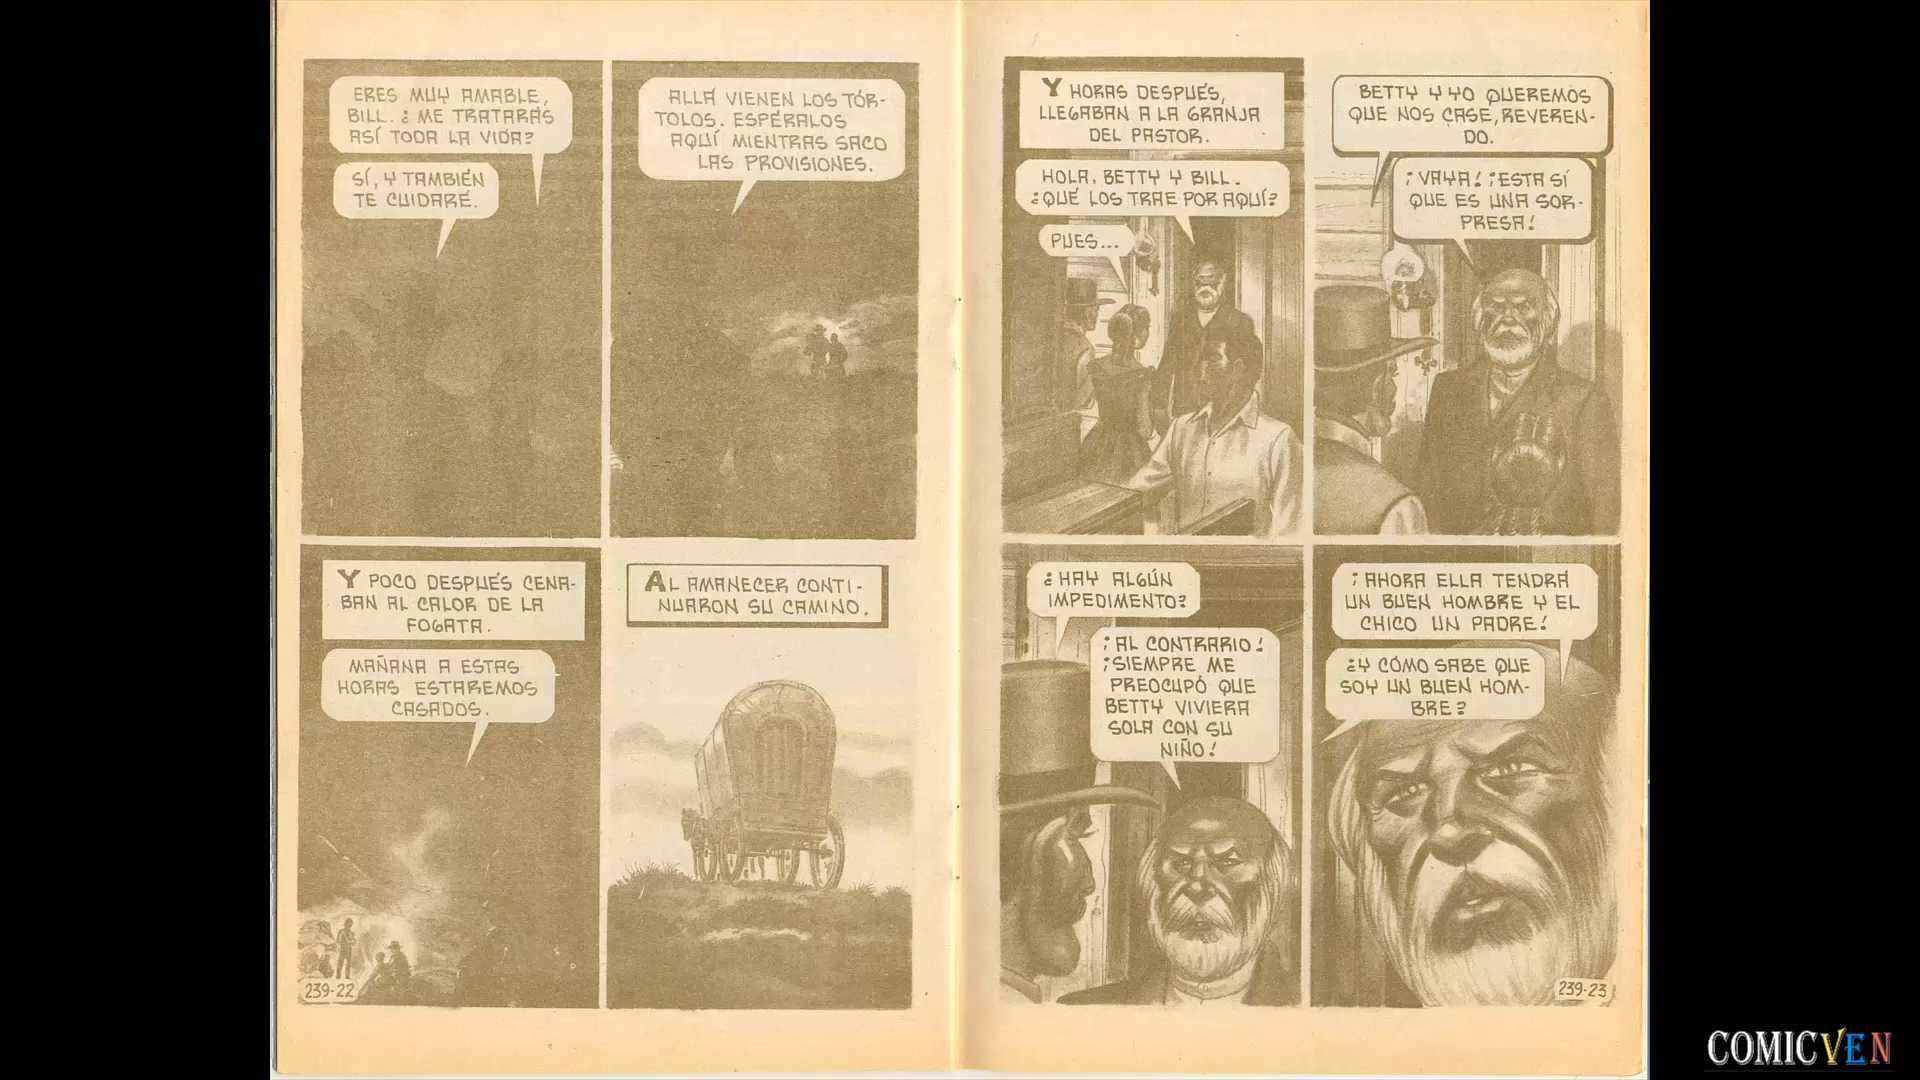 ERES MUY AMABLE,
BILL. ¿ME TRATARÁS
ASÍ TODA LA VIDA?
SÍ, Y TAMBIÉN
TE CUIDARÉ.
ALLÁ VIENEN LOS TÓR-
TOLOS. ESPÉRALOS
AQUÍ MIENTRAS SACO
LAS PROVISIONES.
Y POCO DESPUÉS CENA-
BAN AL CALOR DE LA
FOGATA.
MAÑANA A ESTAS
HORAS ESTAREMOS
CASADOS.
239-22
AL AMANECER CONTI-
NUARON SU CAMINO.
Y HORAS DESPUÉS,
LLEGABAN A LA GRANJA
DEL PASTOR.
HOLA, BETTY Y BILL.
¿QUÉ LOS TRAE POR AQUÍ?
PUES...
BETTY Y YO QUEREMOS
QUE NOS CASE, REVEREN-
DO.
¡VAYA! ¡ESTA SÍ
QUE ES UNA SOR-
PRESA!
¿HAY ALGÚN
IMPEDIMENTO?
¡AL CONTRARIO!
¡SIEMPRE ME
PREOCUPÓ QUE
BETTY VIVIERA
SOLA CON SU
NIÑO!
¡AHORA ELLA TENDRÁ
UN BUEN HOMBRE Y EL
CHICO UN PADRE!
¿Y CÓMO SABE QUE
SOY UN BUEN HOM-
BRE?
239-23
COMICVEN